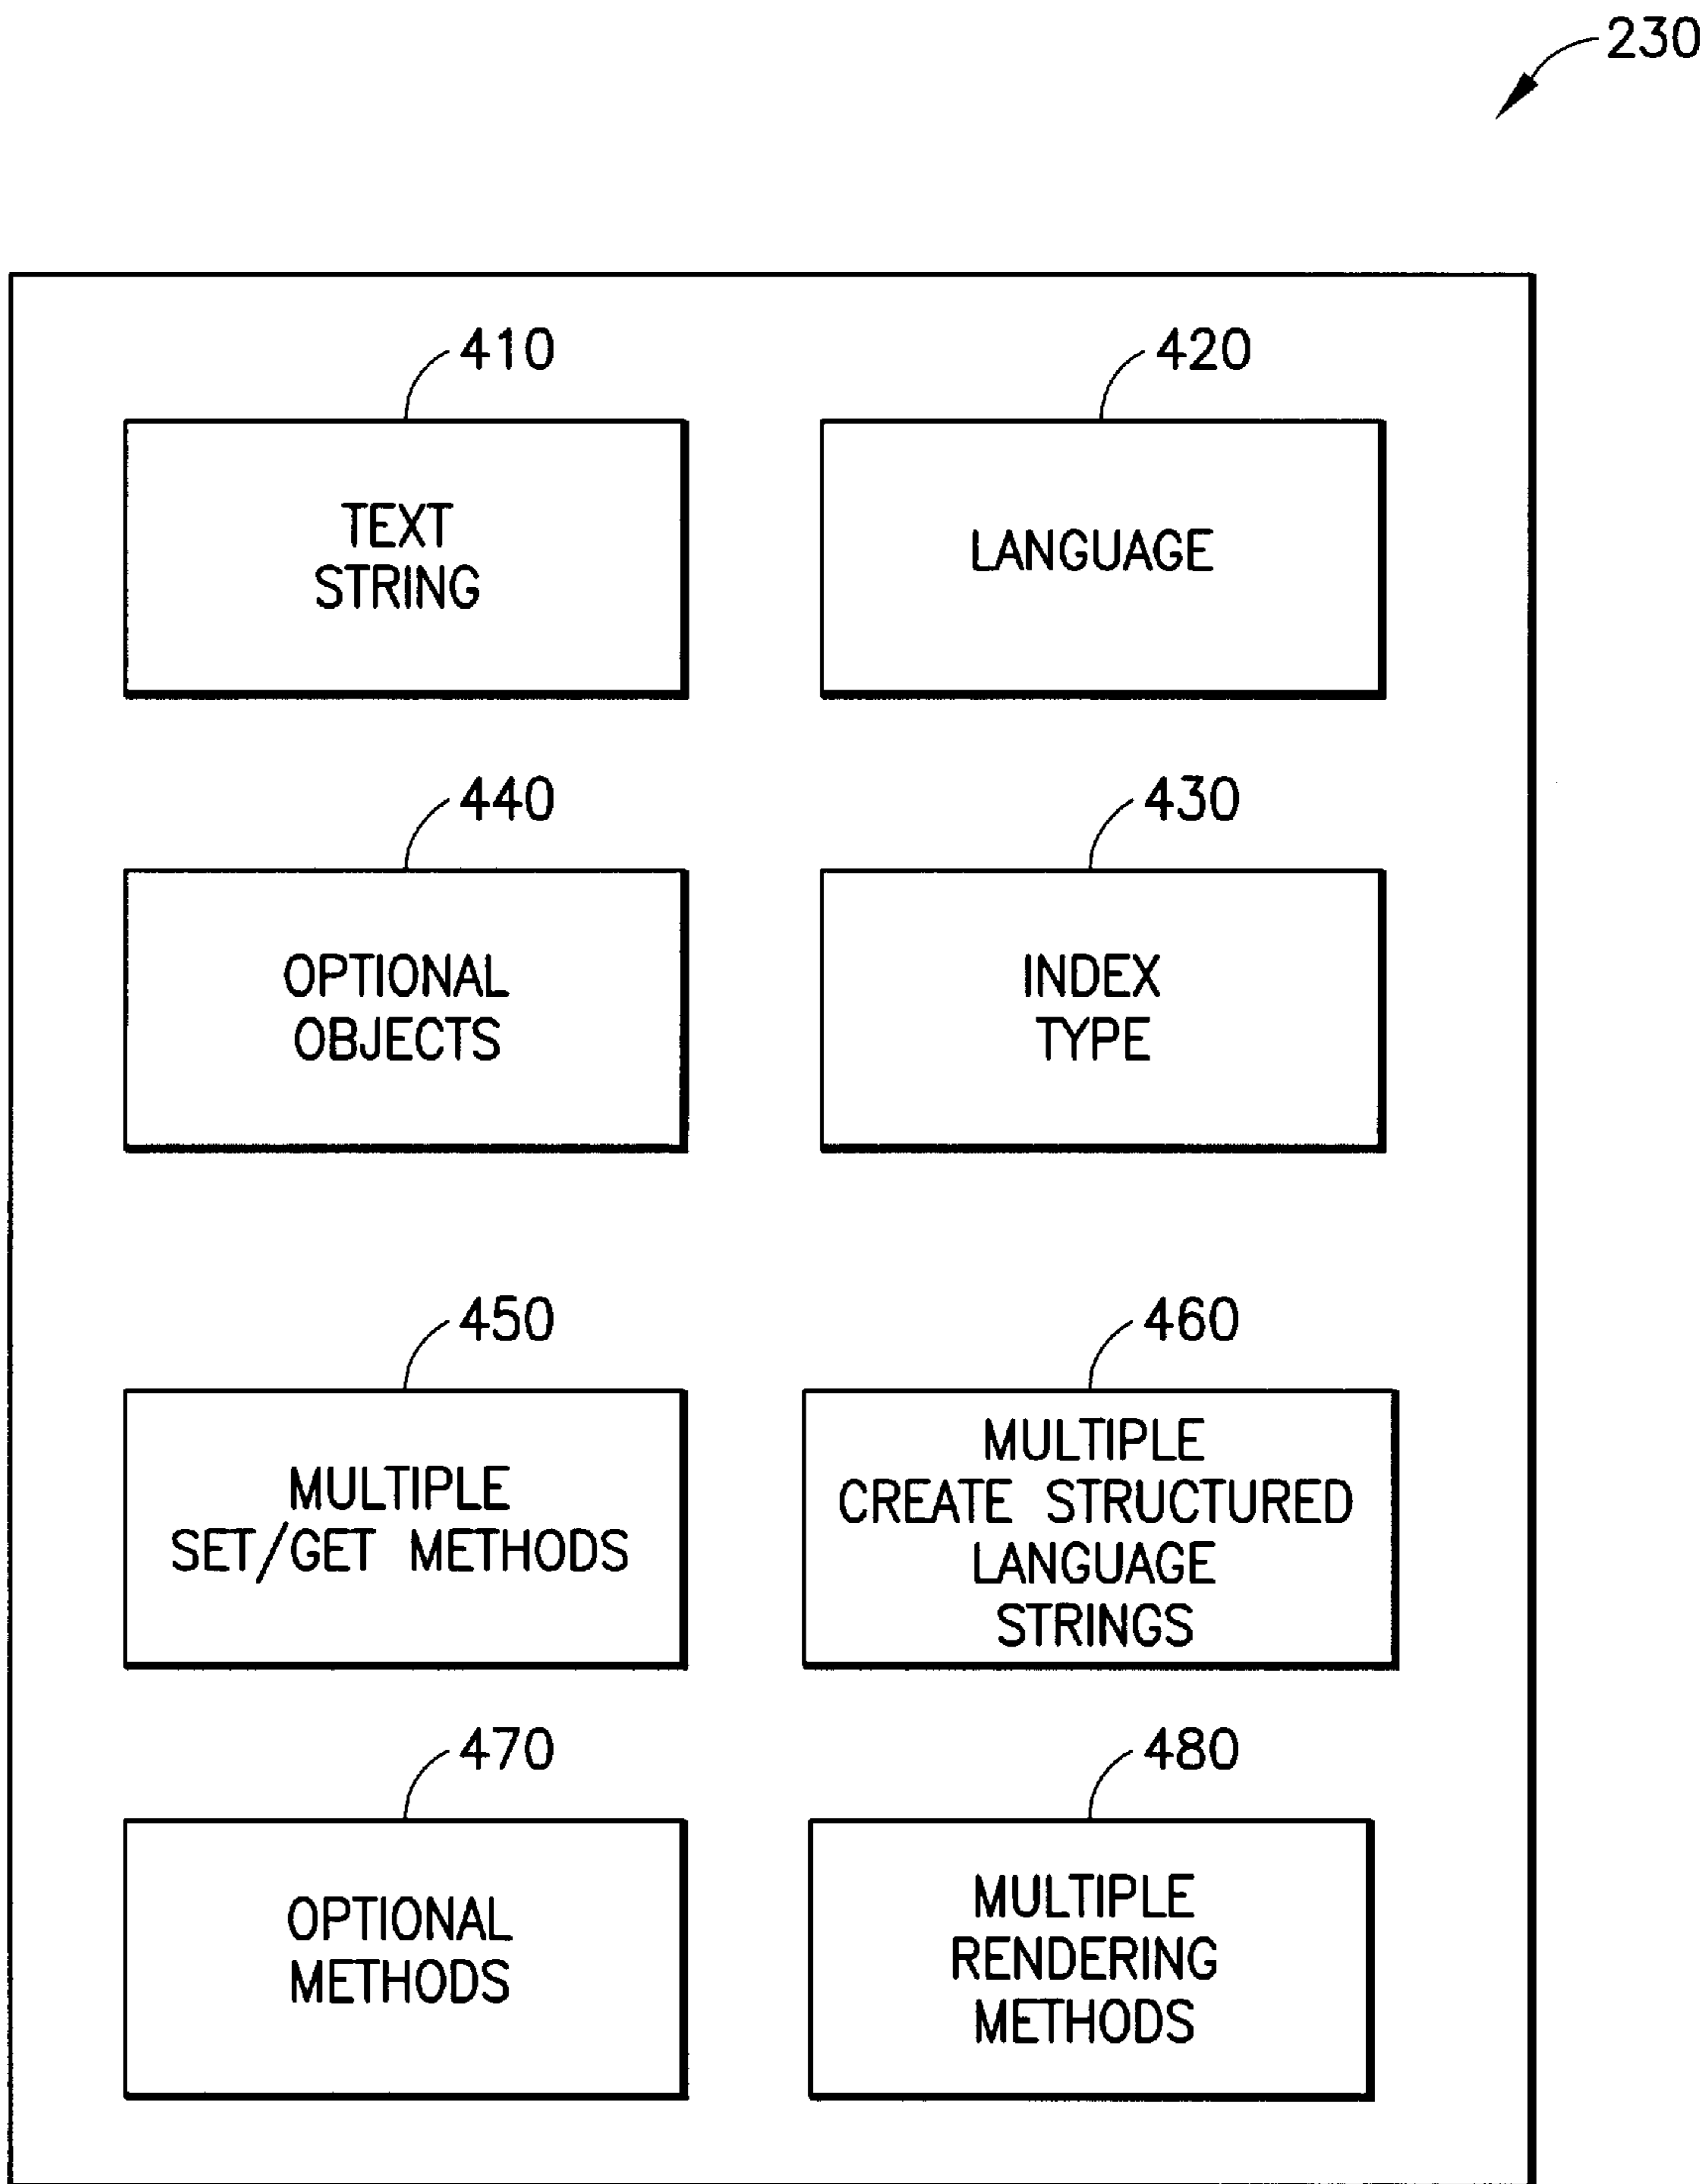 230
410
420
TEXT
STRING
LANGUAGE
440
430
OPTIONAL
OBJECTS
INDEX
TYPE
450
460
MULTIPLE
SET/GET METHODS
MULTIPLE
CREATE STRUCTURED
LANGUAGE
STRINGS
470
480
OPTIONAL
METHODS
MULTIPLE
RENDERING
METHODS